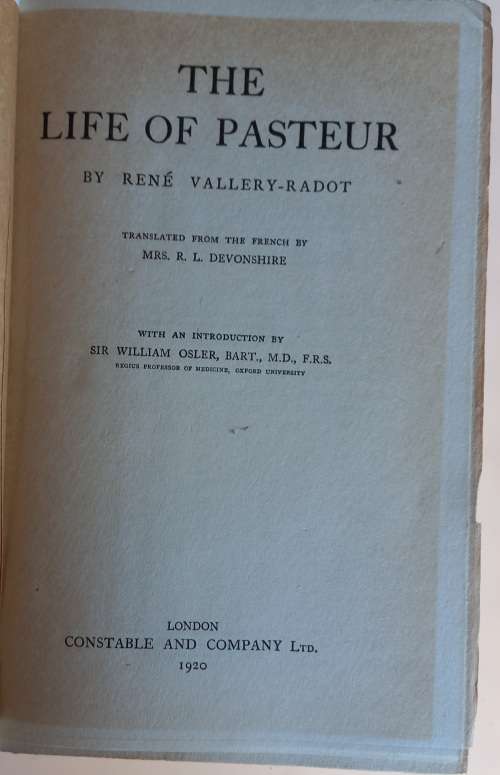 THE
LIFE OF PASTEUR
BY RENÉ VALLERY-RADOT
TRANSLATED FROM THE FRENCH BY
MRS. R. L. DEVONSHIRE
WITH AN INTRODUCTION BY
SIR WILLIAM OSLER, BART., M.D., F.R.S.
REGIUS PROFESSOR OF MEDICINE, OXFORD UNIVERSITY
LONDON
CONSTABLE AND COMPANY LTD.
1920